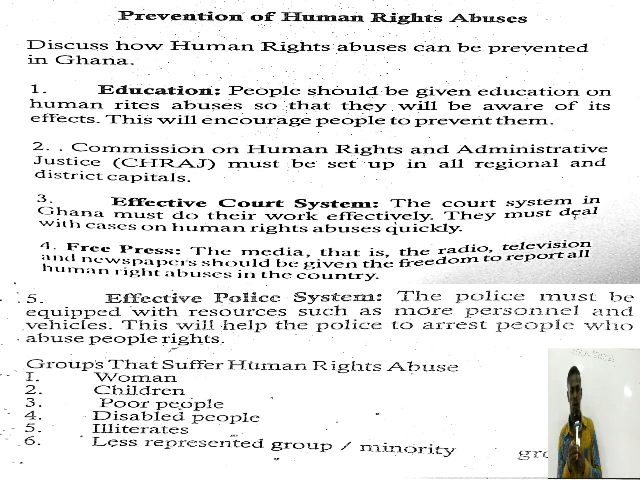 Prevention of Human Rights Abuses
Discuss how Human Rights abuses can be prevented
in Ghana.
1. Education: People should be given education on
human rites abuses so that they will be aware of its
effects. This will encourage people to prevent them.
2. . Commission on Human Rights and Administrative
Justice (CHRAJ) must be set up in all regional and
district capitals.
3. Effective Court System: The court system in
Ghana must do their work effectively. They must deal
with cases on human rights abuses quickly.
4. Free Press: The media, that is, the radio, television
and newspapers should be given the freedom to report all
human right abuses in the country.
5. Effective Police System: The police must be
equipped with resources such as more personnel and
vehicles. This will help the police to arrest people who
abuse people rights.
Groups That Suffer Human Rights Abuse
1. Woman
2. Children
3. Poor people
4. Disabled people
5. Illiterates
6. Less represented group / minority